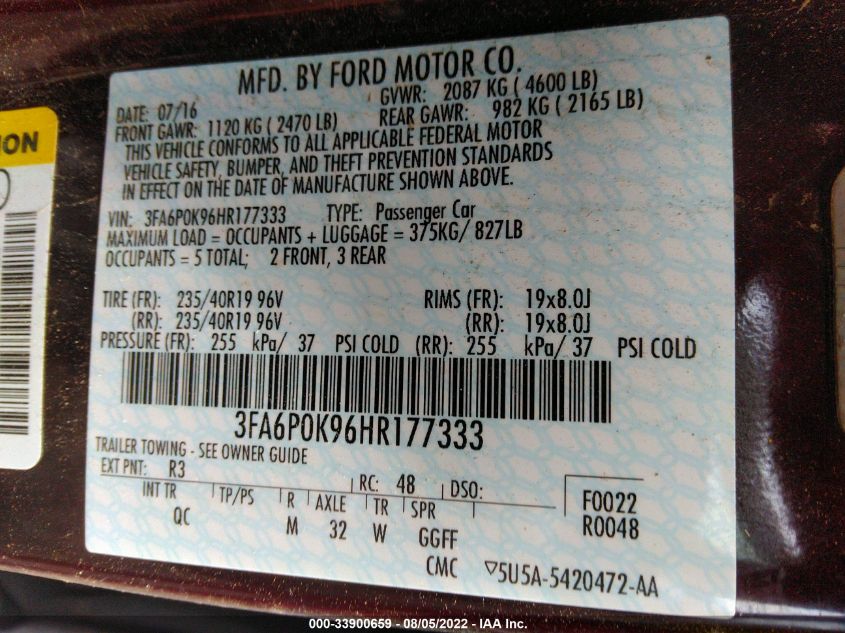 ION
MFD. BY FORD MOTOR CO.
DATE: 07/16 GVWR: 2087 KG ( 4600 LB)
FRONT GAWR: 1120 KG ( 2470 LB) REAR GAWR: 982 KG ( 2165 LB)
THIS VEHICLE CONFORMS TO ALL APPLICABLE FEDERAL MOTOR
VEHICLE SAFETY, BUMPER, AND THEFT PREVENTION STANDARDS
IN EFFECT ON THE DATE OF MANUFACTURE SHOWN ABOVE.
VIN: 3FA6P0K96HR177333 TYPE: Passenger Car
MAXIMUM LOAD = OCCUPANTS + LUGGAGE = 375KG/ 827LB
OCCUPANTS = 5 TOTAL; 2 FRONT, 3 REAR
TIRE (FR): 235/40R19 96V RIMS (FR): 19x8.0J
(RR): 235/40R19 96V (RR): 19x8.0J
PRESSURE (FR): 255 kPa/ 37 PSI COLD (RR): 255 kPa/ 37 PSI COLD
3FA6P0K96HR177333
TRAILER TOWING - SEE OWNER GUIDE
EXT PNT: R3 RC: 48 DSO: F0022
INT TR TP/PS R AXLE TR SPR R0048
QC M 32 W GGFF
CMC ▽5U5A-5420472-AA
000-33900659 - 08/05/2022 - IAA Inc.